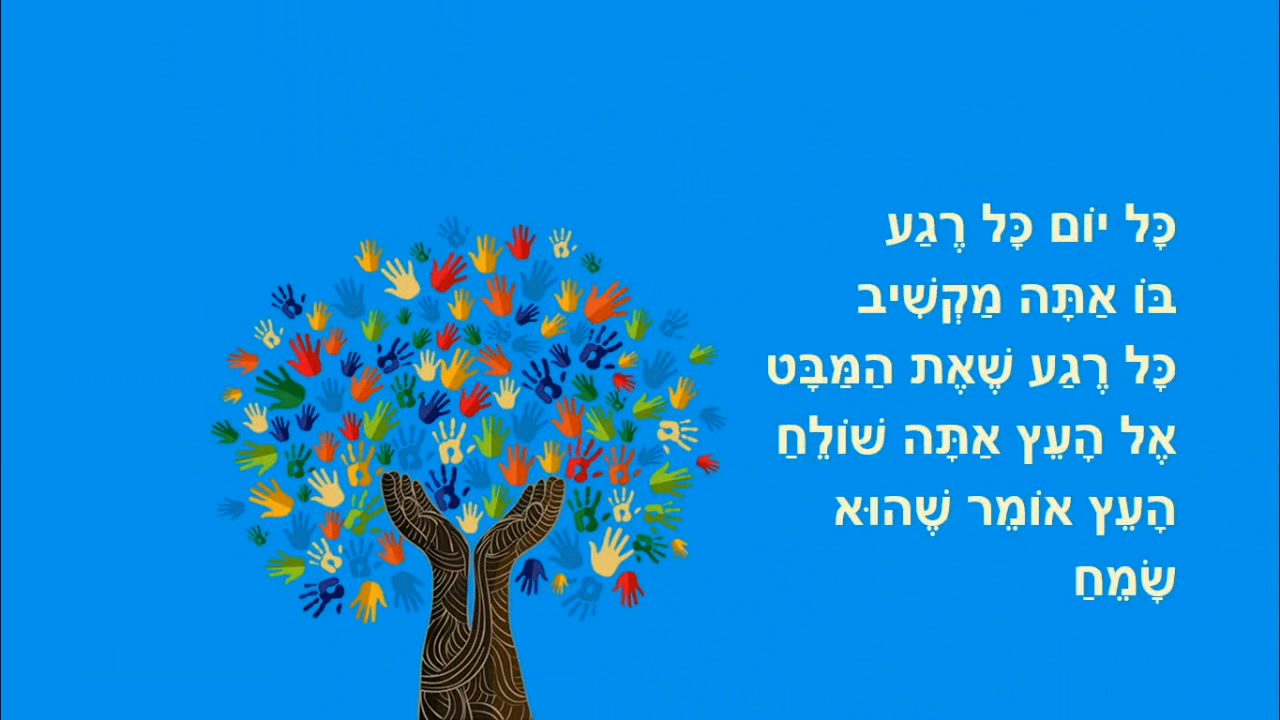 כָּל יוֹם כָּל רֶגַע
בּוֹ אַתָּה מַקְשִׁיב
כָּל רֶגַע שֶׁאֶת הַמַּבָּט
אֶל הָעֵץ אַתָּה שׁוֹלֵחַ
הָעֵץ אוֹמֵר שֶׁהוּא
שָׂמֵחַ